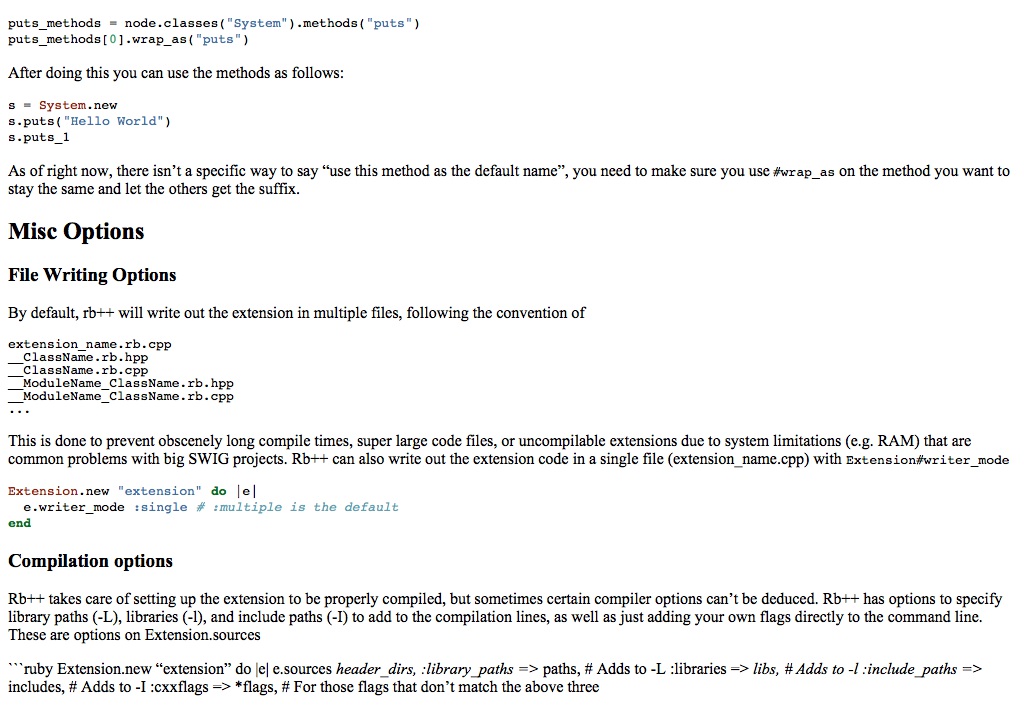 puts_methods = node.classes("System").methods("puts")
puts_methods[0].wrap_as("puts")
After doing this you can use the methods as follows:
s = System.new
s.puts("Hello World")
s.puts_1
As of right now, there isn’t a specific way to say “use this method as the default name”, you need to make sure you use #wrap_as on the method you want to
stay the same and let the others get the suffix.
Misc Options
File Writing Options
By default, rb++ will write out the extension in multiple files, following the convention of
extension_name.rb.cpp
__ClassName.rb.hpp
__ClassName.rb.cpp
__ModuleName_ClassName.rb.hpp
__ModuleName_ClassName.rb.cpp
...
This is done to prevent obscenely long compile times, super large code files, or uncompilable extensions due to system limitations (e.g. RAM) that are
common problems with big SWIG projects. Rb++ can also write out the extension code in a single file (extension_name.cpp) with Extension#writer_mode
Extension.new "extension" do |e|
  e.writer_mode :single # :multiple is the default
end
Compilation options
Rb++ takes care of setting up the extension to be properly compiled, but sometimes certain compiler options can’t be deduced. Rb++ has options to specify
library paths (-L), libraries (-l), and include paths (-I) to add to the compilation lines, as well as just adding your own flags directly to the command line.
These are options on Extension.sources
```ruby Extension.new “extension” do |e| e.sources header_dirs, :library_paths => paths, # Adds to -L :libraries => libs, # Adds to -l :include_paths =>
includes, # Adds to -I :cxxflags => *flags, # For those flags that don’t match the above three